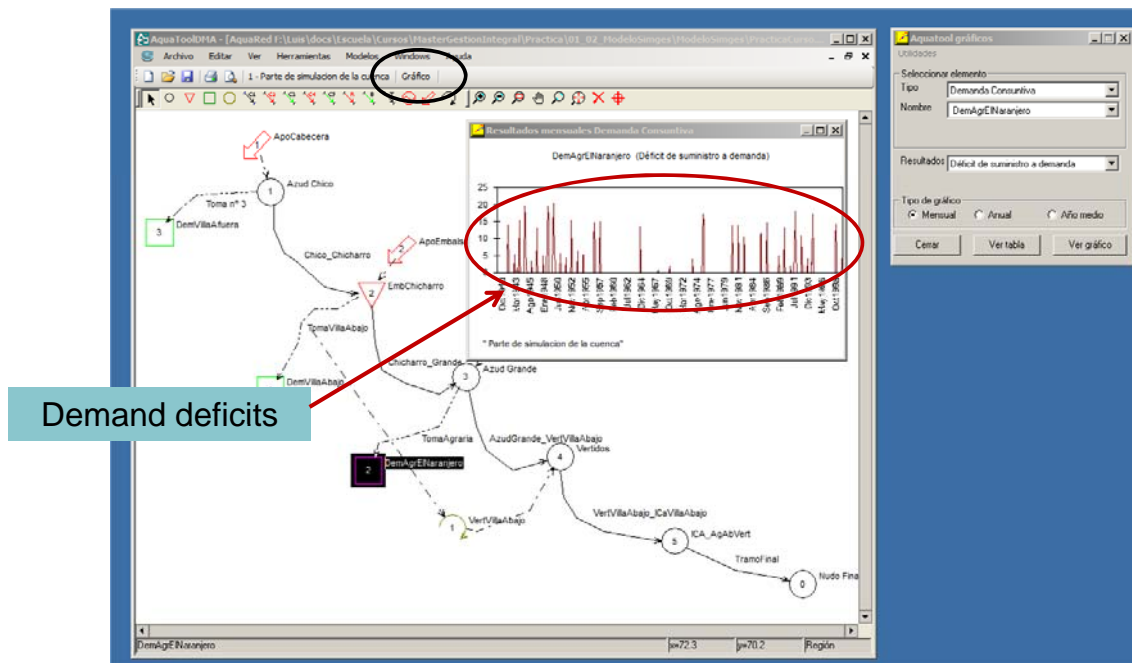 AquaToolDMA - [AquaRed F:\Luis\docs\Escuela\Cursos\MasterGestionIntegral\Practica\01_02_ModeloSimges\ModeloSimges\PracticaCurso...
Archivo Editar Ver Herramientas Modelos Windows Ayuda
1 - Parte de simulacion de la cuenca Gráfico
1 ApoCabecera
1 Azud Chico
Toma nº 3
3 DemVillaAfuera
Chico_Chicharro
2 ApoEmbals
2 EmbChicharro
TomaVillaAbajo
Chicharro_Grande
3 Azud Grande
DemVillaAbajo
TomaAgraria
AzudGrande_VertVillaAbajo
4 Vertidos
2 DemAgrElNaranjero
1 VertVillaAbajo
VertVillaAbajo_ICaVillaAbajo
5 ICA_AgAbVert
TramoFinal
0 Nudo Fina
DemAgrElNaranjero x=72.3 y=70.2 Región
Resultados mensuales Demanda Consuntiva
DemAgrElNaranjero (Déficit de suministro a demanda)
25
20
15
10
5
0
" Parte de simulacion de la cuenca"
Demand deficits
Aquatool gráficos
Utilidades
Seleccionar elemento
Tipo Demanda Consuntiva
Nombre DemAgrElNaranjero
Resultados Déficit de suministro a demanda
Tipo de gráfico
Mensual Anual Año medio
Cerrar Ver tabla Ver gráfico